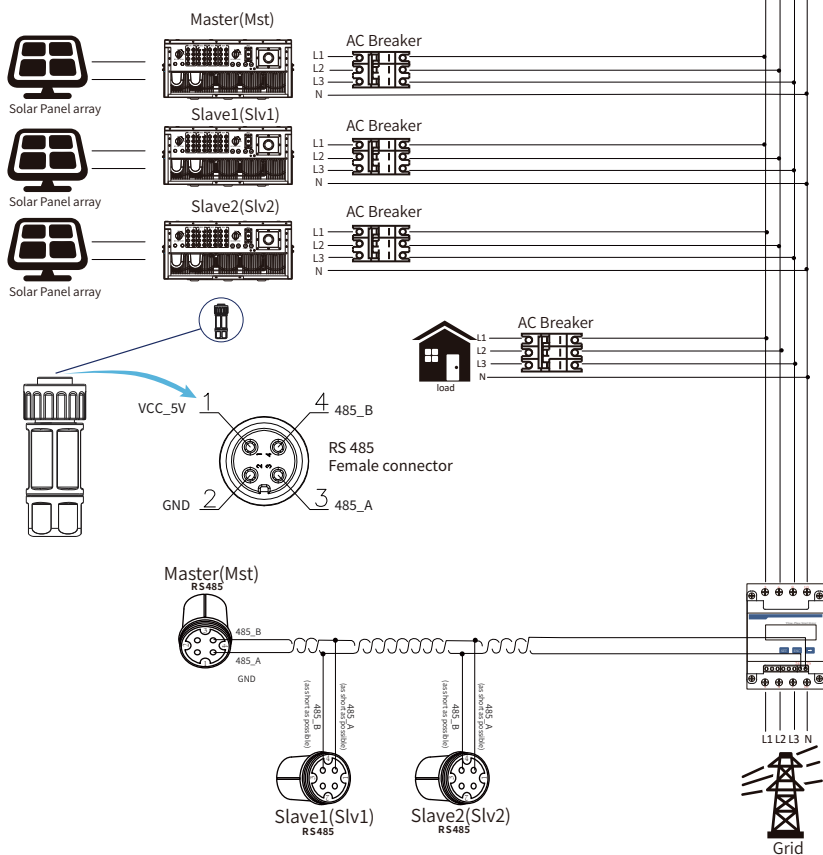 Master(Mst)
AC Breaker
L1
L2
L3
N
Solar Panel array
Slave1(Slv1)
AC Breaker
L1
L2
L3
N
Solar Panel array
Slave2(Slv2)
AC Breaker
L1
L2
L3
N
Solar Panel array
AC Breaker
L1
L2
L3
N
load
VCC_5V
1
4
485_B
RS 485
Female connector
GND
2
3
485_A
1
4
2
3
Master(Mst)
RS485
485_B
485_A
GND
485_B
(as short as possible)
485_A
(as short as possible)
485_B
(as short as possible)
485_A
(as short as possible)
Slave1(Slv1)
RS485
Slave2(Slv2)
RS485
L1 L2 L3 N
Grid